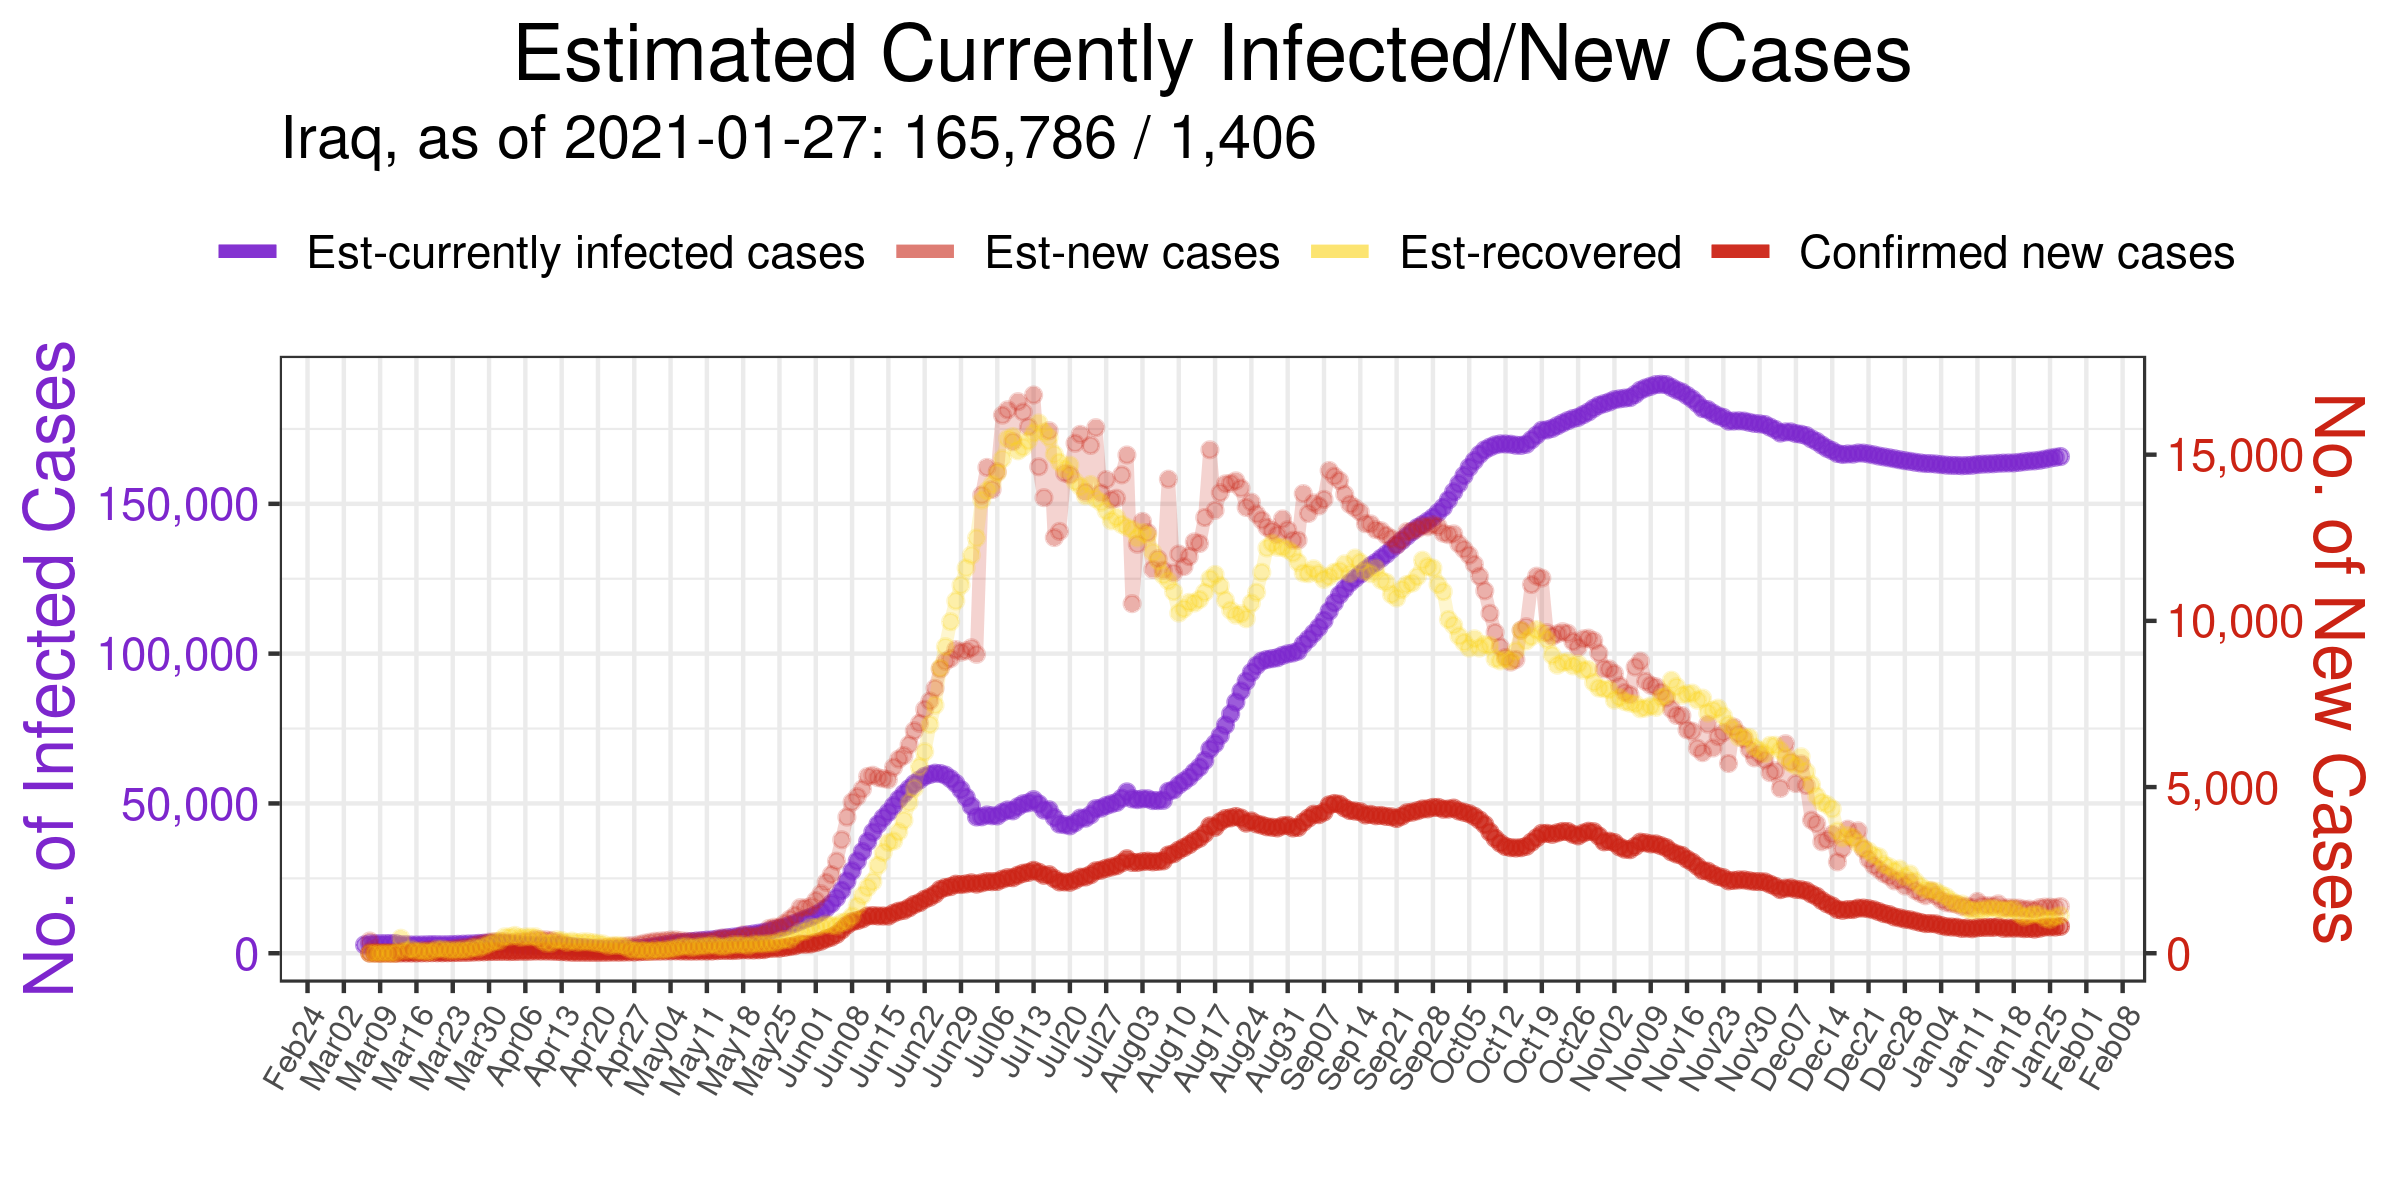 Estimated Currently Infected/New Cases
Iraq, as of 2021-01-27: 165,786 / 1,406
Est-currently infected cases Est-new cases Est-recovered Confirmed new cases
No. of Infected Cases
150,000
100,000
50,000
0
15,000
10,000
5,000
0
No. of New Cases
Feb24 Mar02 Mar09 Mar16 Mar23 Mar30 Apr06 Apr13 Apr20 Apr27 May04 May11 May18 May25 Jun01 Jun08 Jun15 Jun22 Jun29 Jul06 Jul13 Jul20 Jul27 Aug03 Aug10 Aug17 Aug24 Aug31 Sep07 Sep14 Sep21 Sep28 Oct05 Oct12 Oct19 Oct26 Nov02 Nov09 Nov16 Nov23 Nov30 Dec07 Dec14 Dec21 Dec28 Jan04 Jan11 Jan18 Jan25 Feb01 Feb08